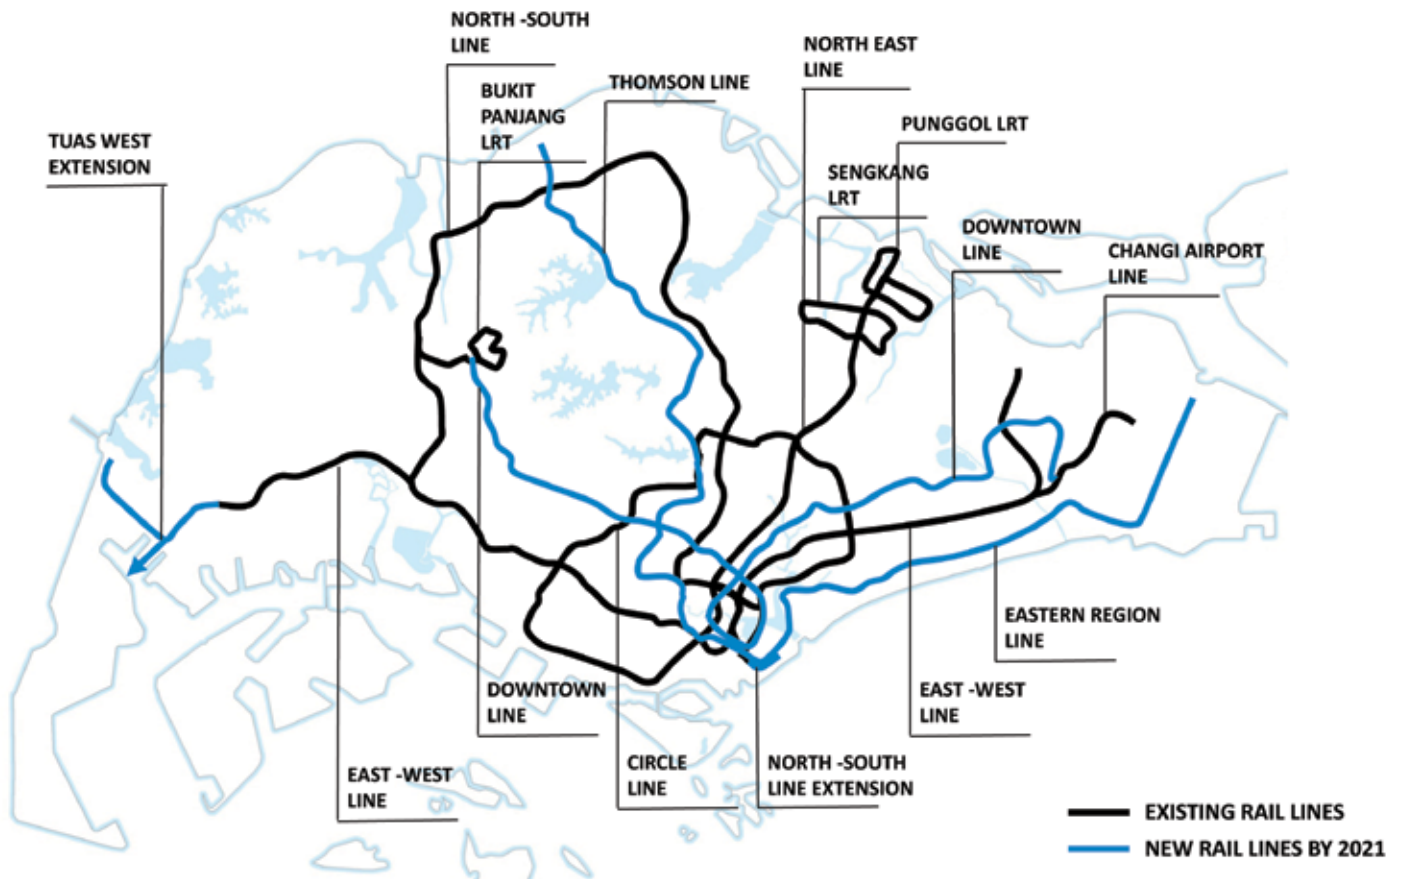 NORTH -SOUTH
LINE
NORTH EAST
LINE
BUKIT
PANJANG
LRT
THOMSON LINE
PUNGGOL LRT
TUAS WEST
EXTENSION
SENGKANG
LRT
DOWNTOWN
LINE
CHANGI AIRPORT
LINE
EASTERN REGION
LINE
DOWNTOWN
LINE
EAST -WEST
LINE
CIRCLE
LINE
NORTH -SOUTH
LINE EXTENSION
EAST -WEST
LINE
EXISTING RAIL LINES
NEW RAIL LINES BY 2021